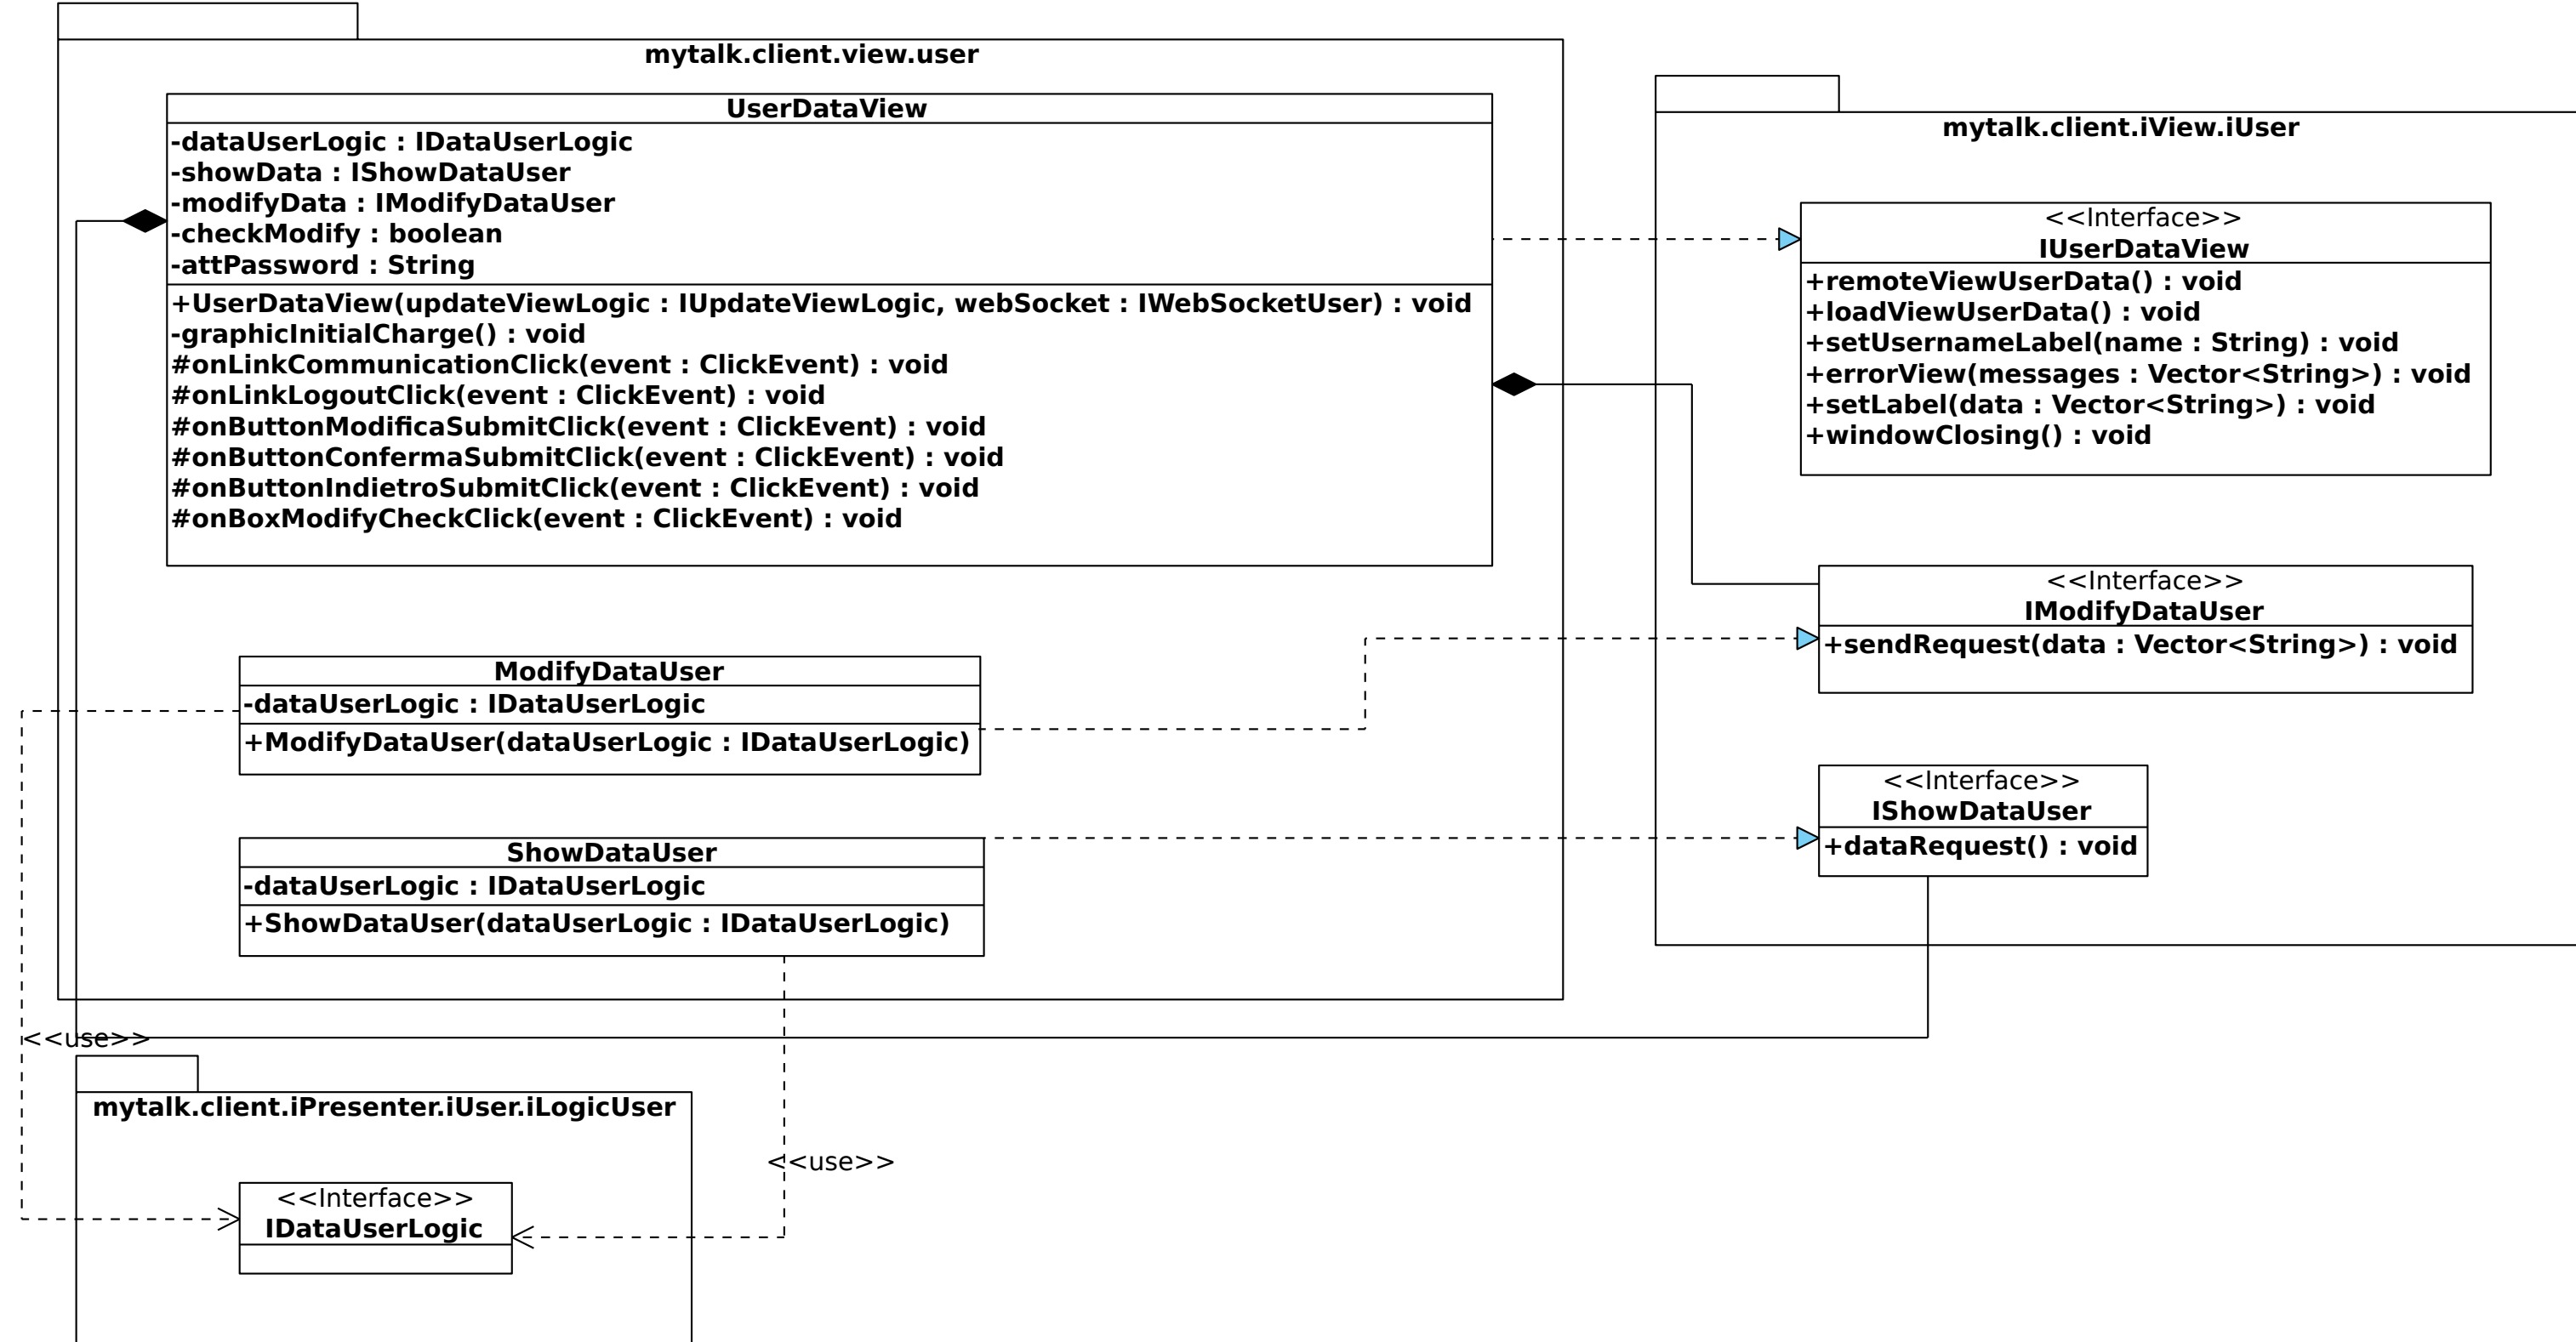 mytalk.client.view.user
UserDataView
-dataUserLogic : IDataUserLogic
-showData : IShowDataUser
-modifyData : IModifyDataUser
-checkModify : boolean
-attPassword : String
+UserDataView(updateViewLogic : IUpdateViewLogic, webSocket : IWebSocketUser) : void
-graphicInitialCharge() : void
#onLinkCommunicationClick(event : ClickEvent) : void
#onLinkLogoutClick(event : ClickEvent) : void
#onButtonModificaSubmitClick(event : ClickEvent) : void
#onButtonConfermaSubmitClick(event : ClickEvent) : void
#onButtonIndietroSubmitClick(event : ClickEvent) : void
#onBoxModifyCheckClick(event : ClickEvent) : void
ModifyDataUser
-dataUserLogic : IDataUserLogic
+ModifyDataUser(dataUserLogic : IDataUserLogic)
ShowDataUser
-dataUserLogic : IDataUserLogic
+ShowDataUser(dataUserLogic : IDataUserLogic)
mytalk.client.iView.iUser
<<Interface>>
IUserDataView
+remoteViewUserData() : void
+loadViewUserData() : void
+setUsernameLabel(name : String) : void
+errorView(messages : Vector<String>) : void
+setLabel(data : Vector<String>) : void
+windowClosing() : void
<<Interface>>
IModifyDataUser
+sendRequest(data : Vector<String>) : void
<<Interface>>
IShowDataUser
+dataRequest() : void
<<use>>
mytalk.client.iPresenter.iUser.iLogicUser
<<use>>
<<Interface>>
IDataUserLogic